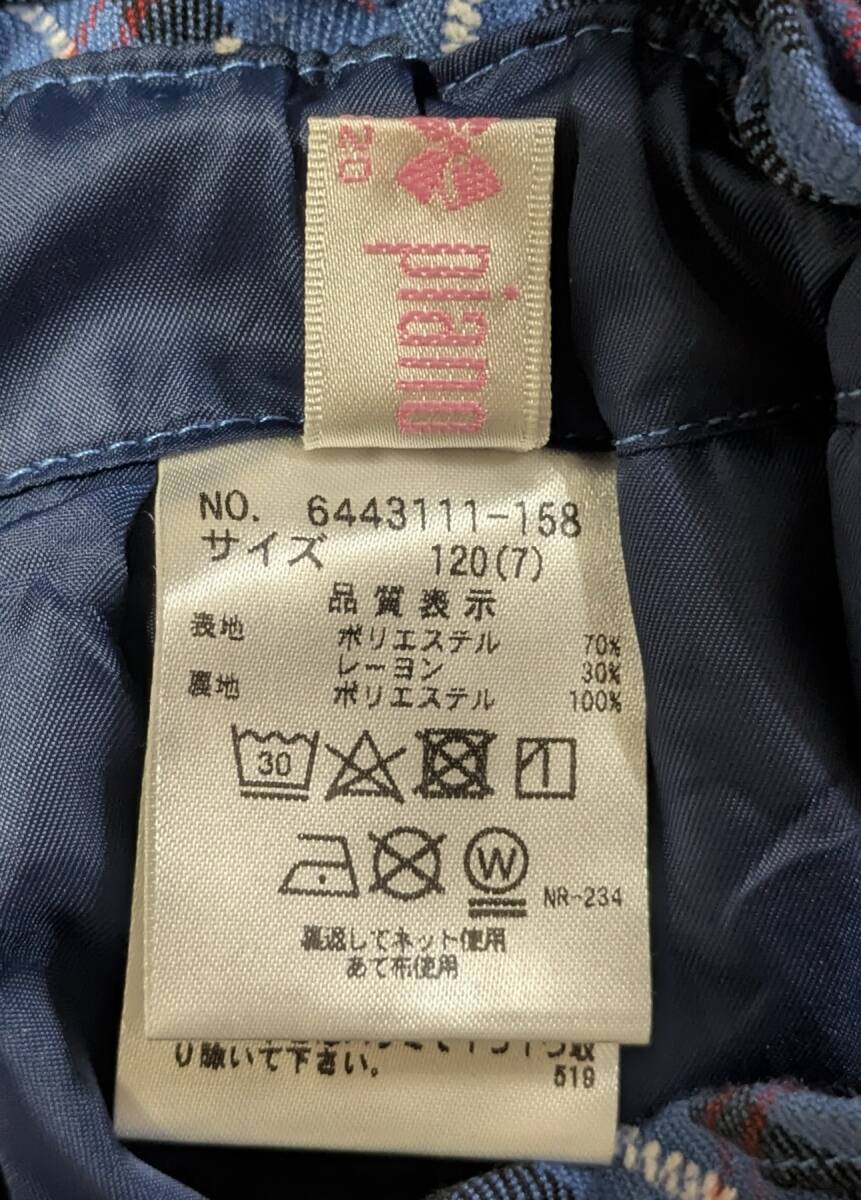 120
piano
NO. 6443111-158
サイズ 120(7)
品質表示
表地 ポリエステル 70%
レーヨン 30%
裏地 ポリエステル 100%
30
W
NR-234
裏返してネット使用
あて布使用
り除いて下さい。
519